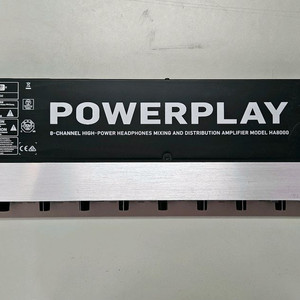 POWERPLAY
8-CHANNEL HIGH-POWER HEADPHONES MIXING AND DISTRIBUTION AMPLIFIER MODEL HA8000